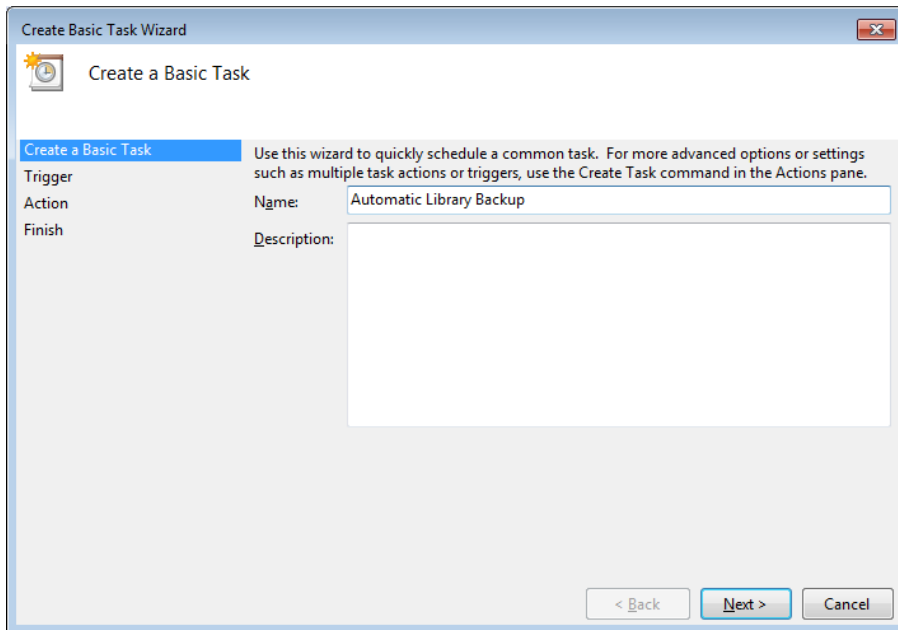 Create Basic Task Wizard
Create a Basic Task
Create a Basic Task
Use this wizard to quickly schedule a common task.  For more advanced options or settings
such as multiple task actions or triggers, use the Create Task command in the Actions pane.
Trigger
Action
Finish
Name:
Automatic Library Backup
Description:
< Back
Next >
Cancel